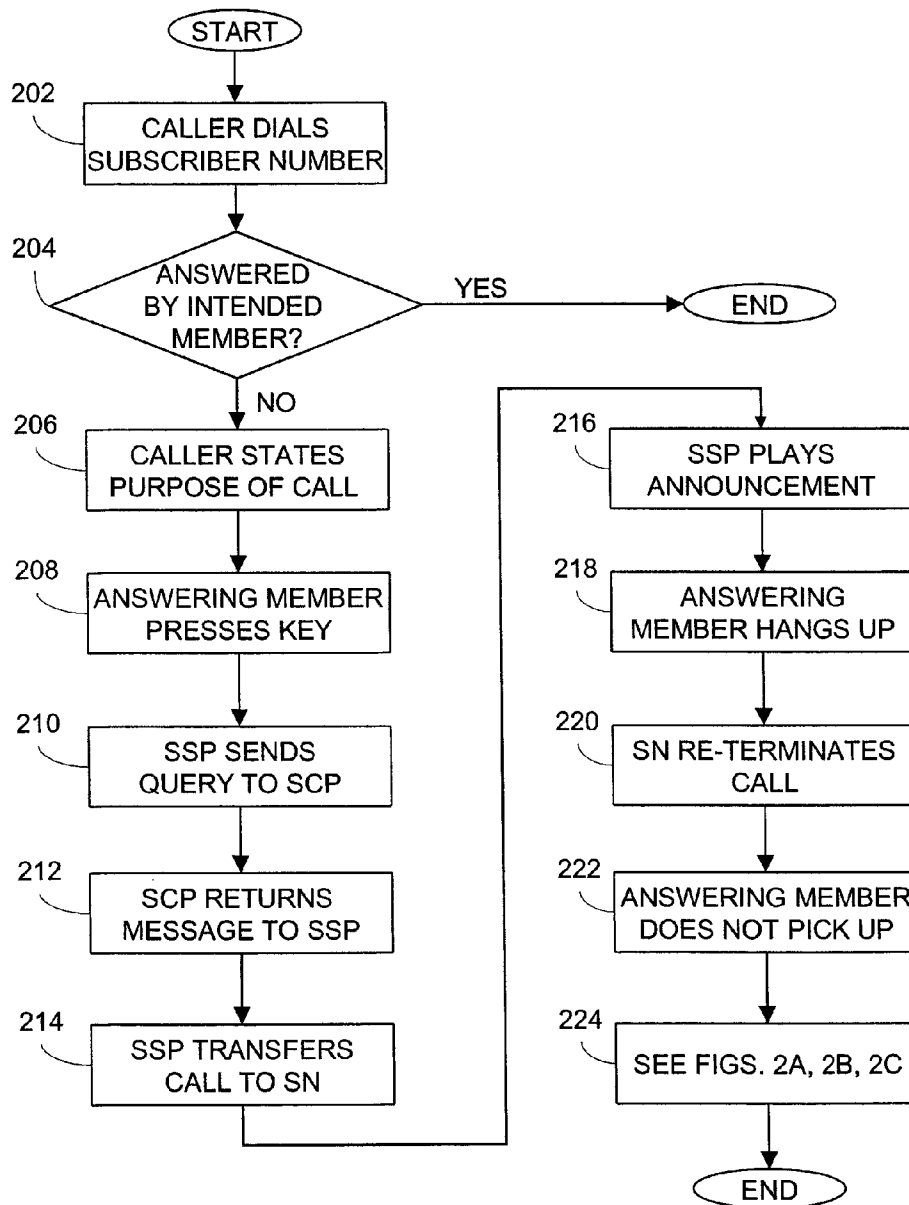 START
202
CALLER DIALS
SUBSCRIBER NUMBER
204
ANSWERED
BY INTENDED
MEMBER?
YES
END
NO
206
CALLER STATES
PURPOSE OF CALL
208
ANSWERING MEMBER
PRESSES KEY
210
SSP SENDS
QUERY TO SCP
212
SCP RETURNS
MESSAGE TO SSP
214
SSP TRANSFERS
CALL TO SN
216
SSP PLAYS
ANNOUNCEMENT
218
ANSWERING
MEMBER HANGS UP
220
SN RE-TERMINATES
CALL
222
ANSWERING MEMBER
DOES NOT PICK UP
224
SEE FIGS. 2A, 2B, 2C
END